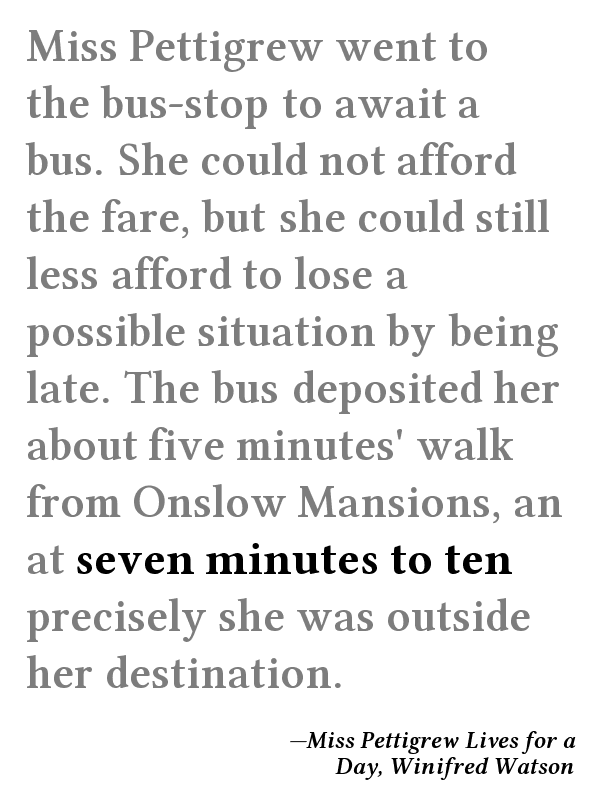 Miss Pettigrew went to
the bus-stop to await a
bus. She could not afford
the fare, but she could still
less afford to lose a
possible situation by being
late. The bus deposited her
about five minutes' walk
from Onslow Mansions, an
at seven minutes to ten
precisely she was outside
her destination.
—Miss Pettigrew Lives for a
Day, Winifred Watson